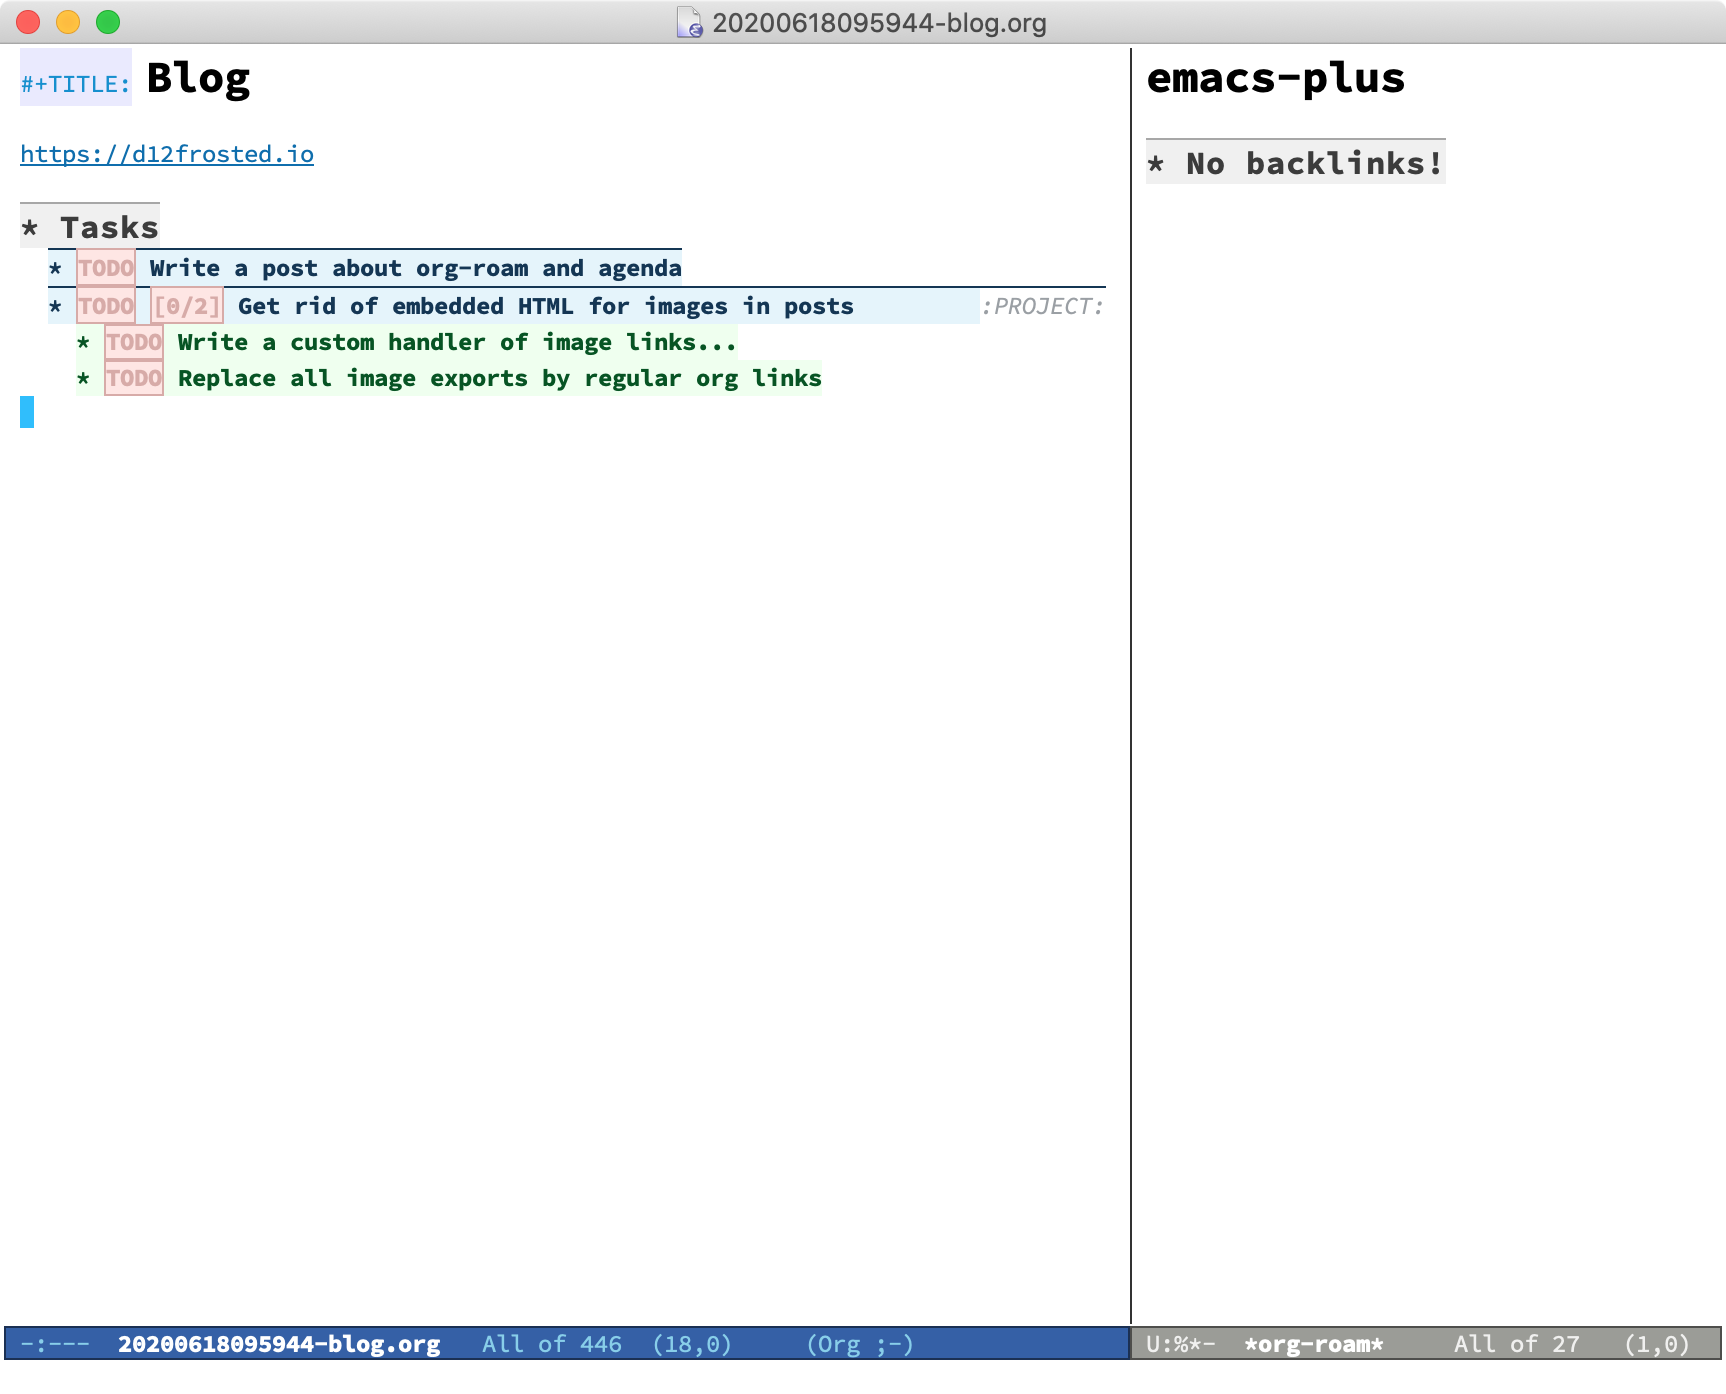 20200618095944-blog.org
#+TITLE: Blog
https://d12frosted.io
* Tasks
* TODO Write a post about org-roam and agenda
* TODO [0/2] Get rid of embedded HTML for images in posts :PROJECT:
* TODO Write a custom handler of image links...
* TODO Replace all image exports by regular org links
-:--- 20200618095944-blog.org All of 446 (18,0) (Org ;-)
emacs-plus
* No backlinks!
U:%*- *org-roam* All of 27 (1,0)